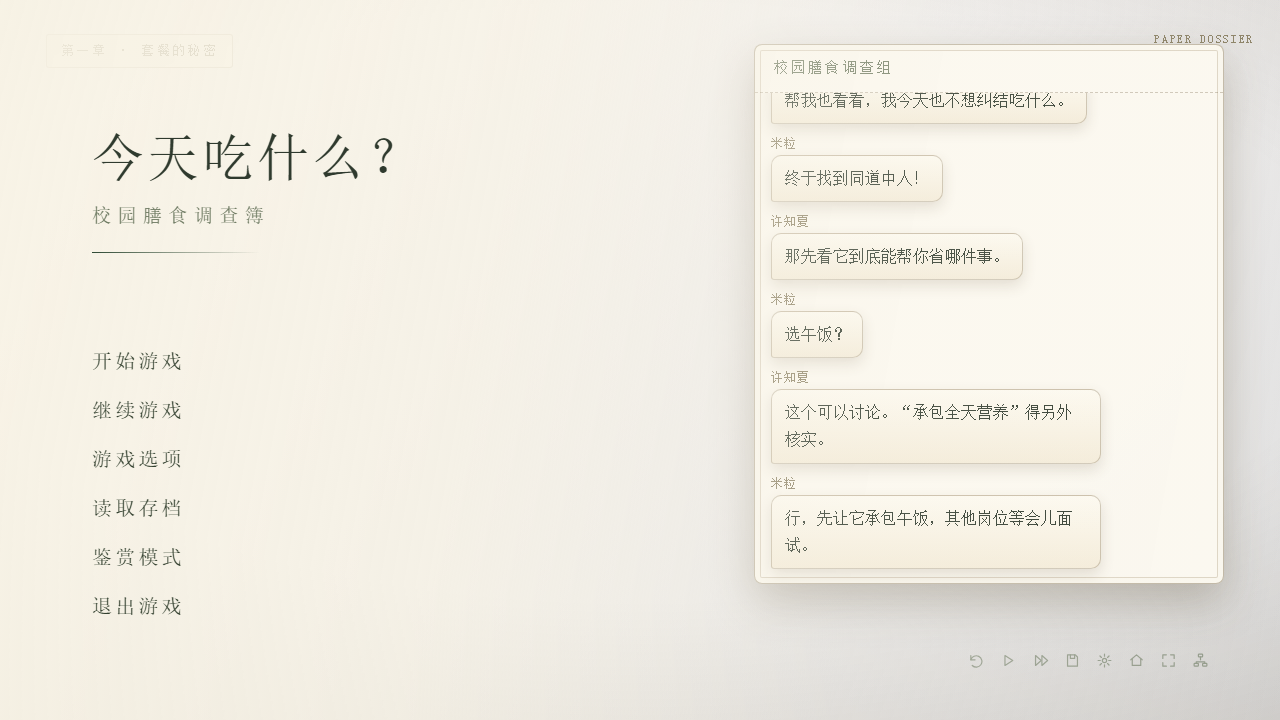 第一章 · 套餐的秘密
今天吃什么？
校园膳食调查簿
开始游戏
继续游戏
游戏选项
读取存档
鉴赏模式
退出游戏
PAPER DOSSIER
校园膳食调查组
帮我也看看，我今天也不想纠结吃什么。
米粒
终于找到同道中人！
许知夏
那先看它到底能帮你省哪件事。
米粒
选午饭？
许知夏
这个可以讨论。“承包全天营养”得另外
核实。
米粒
行，先让它承包午饭，其他岗位等会儿面
试。